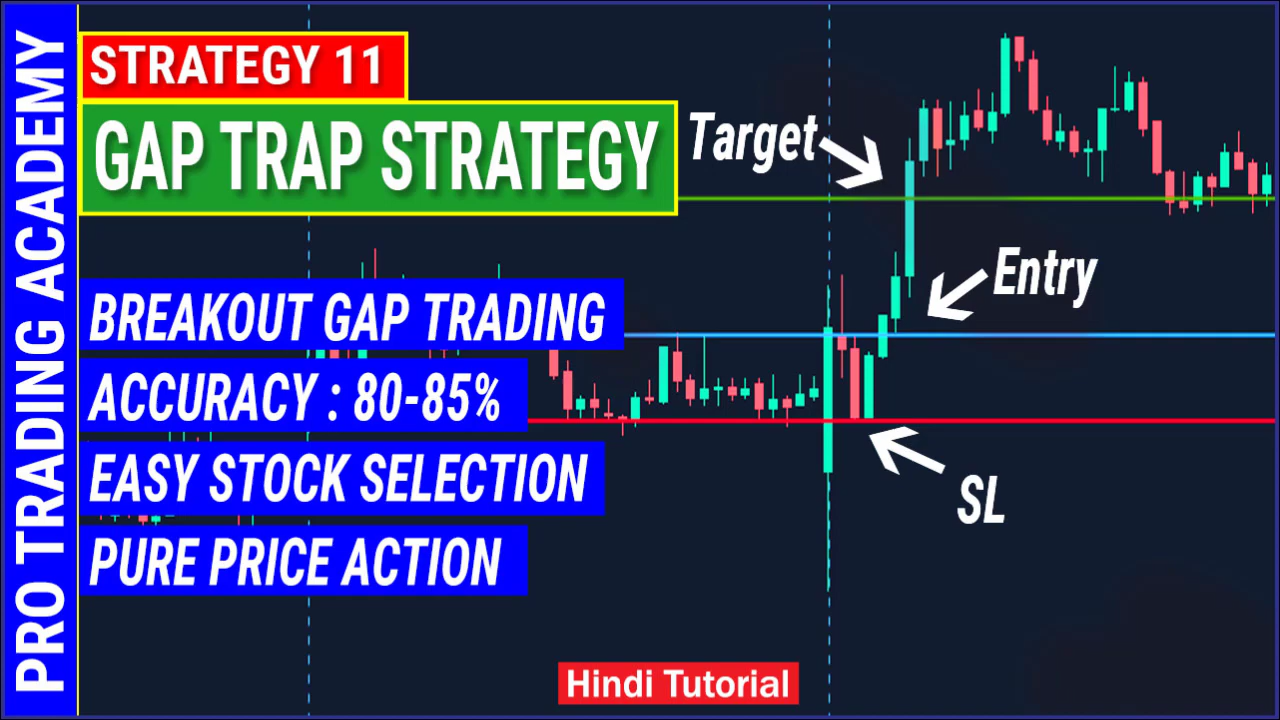 PRO TRADING ACADEMY
STRATEGY 11
GAP TRAP STRATEGY
Target
Entry
BREAKOUT GAP TRADING
ACCURACY : 80-85%
EASY STOCK SELECTION
SL
PURE PRICE ACTION
Hindi Tutorial